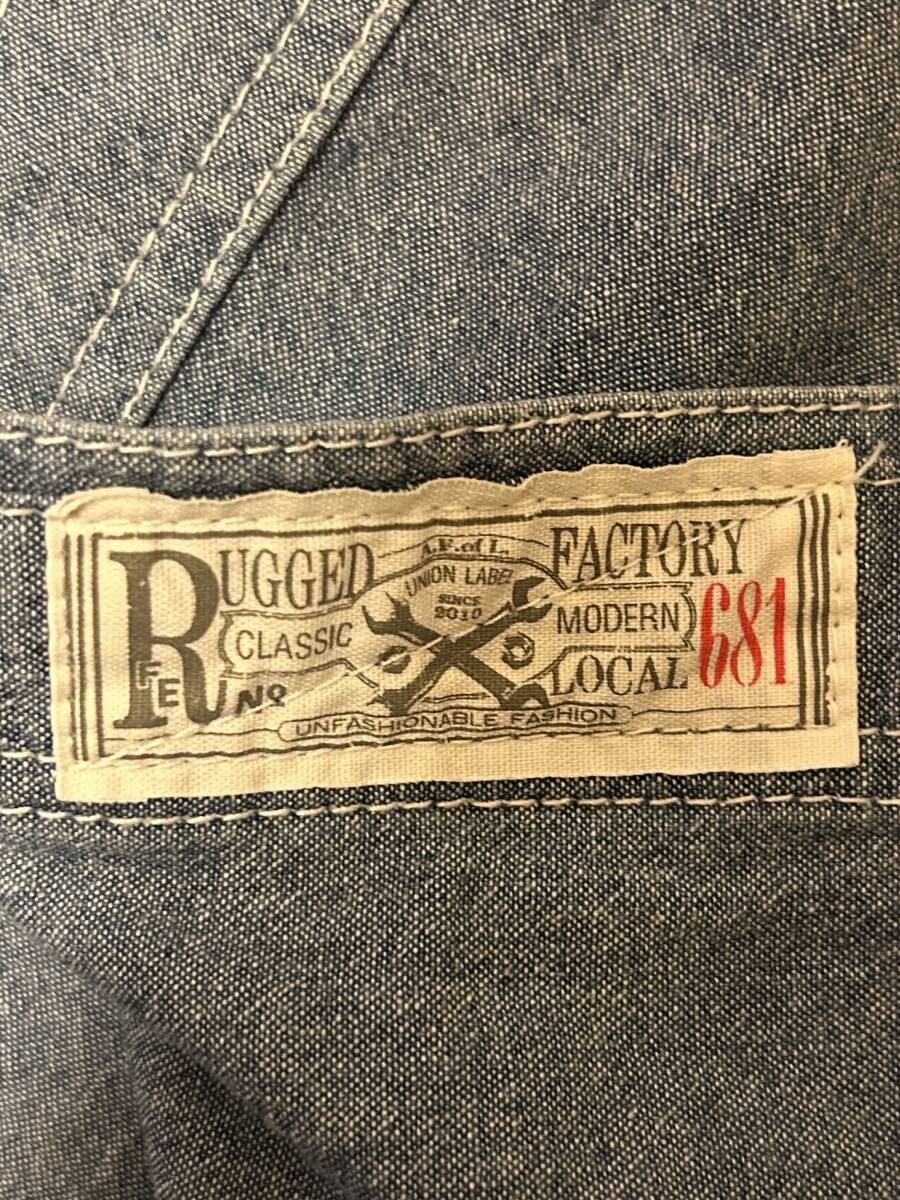 RUGGED FACTORY
A.F. of L.
UNION LABEL
SINCE
2010
CLASSIC MODERN
LOCAL 681
FE Nº
UNFASHIONABLE FASHION